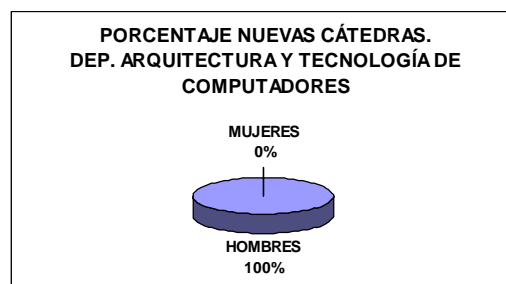 PORCENTAJE NUEVAS CÁTEDRAS.
DEP. ARQUITECTURA Y TECNOLOGÍA DE
COMPUTADORES
MUJERES
0%
HOMBRES
100%